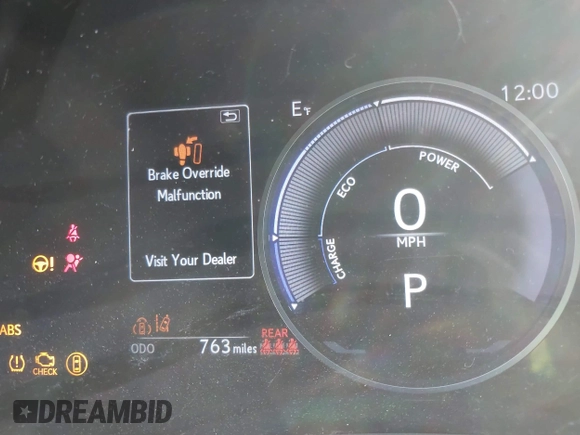 12:00
E °F
Brake Override
Malfunction
Visit Your Dealer
CHARGE
ECO
POWER
0
MPH
P
ABS
ODO 763 miles
REAR
CHECK
DREAMBID